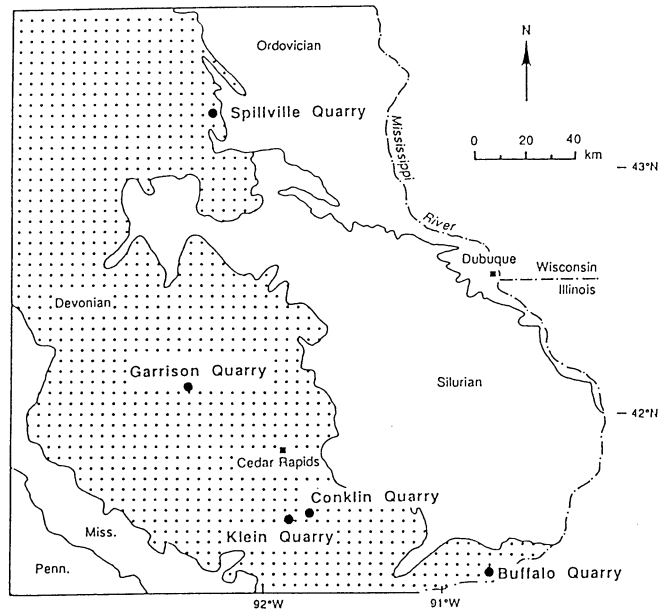 Ordovician
N
Spillville Quarry
Mississippi
River
0 20 40
km
43°N
Dubuque
Wisconsin
Illinois
Devonian
Garrison Quarry
Silurian
42°N
Cedar Rapids
Conklin Quarry
Klein Quarry
Miss.
Penn.
Buffalo Quarry
92°W
91°W